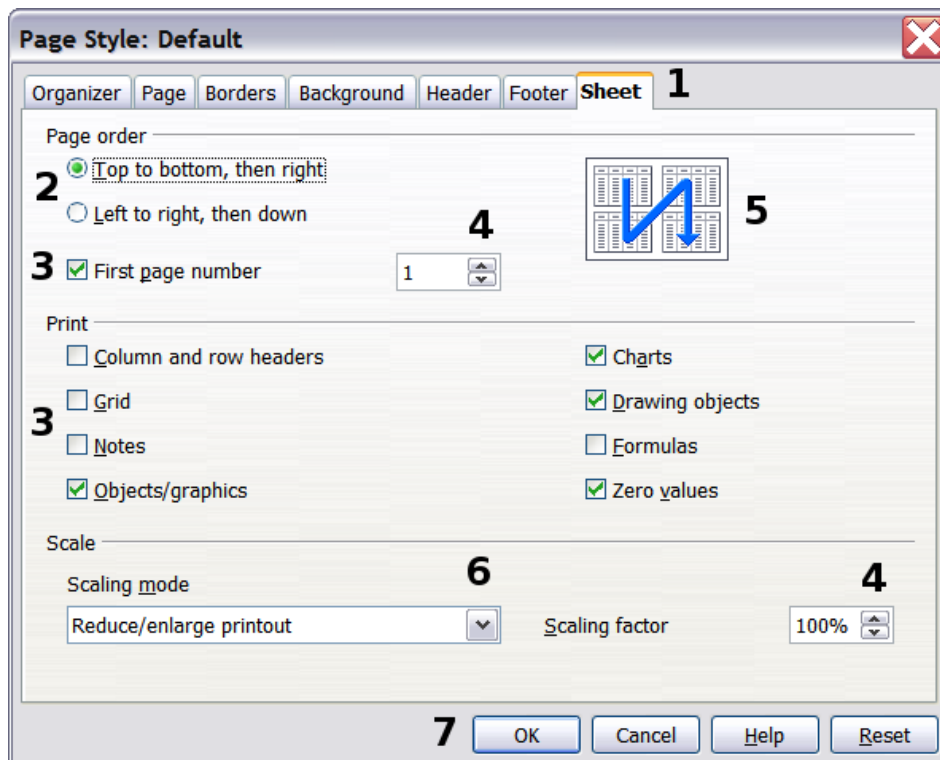 Page Style: Default
Organizer Page Borders Background Header Footer Sheet 1
Page order
2 Top to bottom, then right
Left to right, then down 4 5
3 First page number 1
Print
Column and row headers Charts
3 Grid Drawing objects
Notes Formulas
Objects/graphics Zero values
Scale
Scaling mode 6 4
Reduce/enlarge printout Scaling factor 100%
7 OK Cancel Help Reset